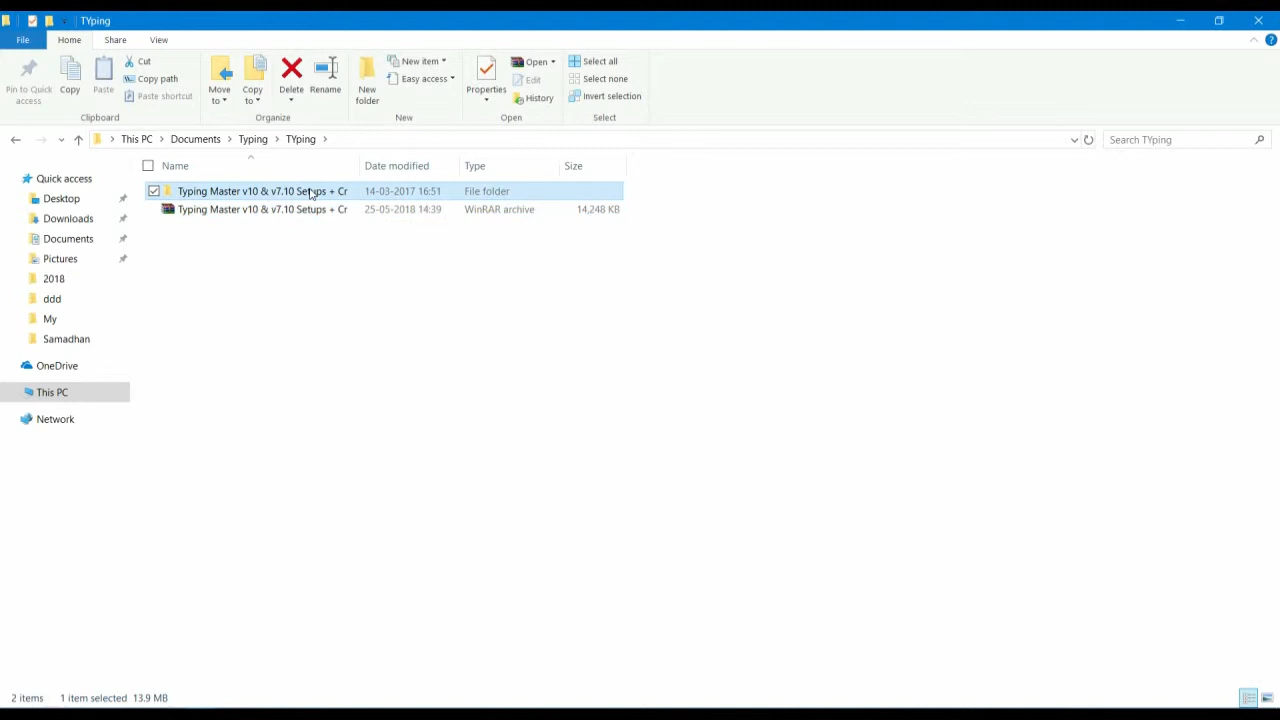 TYping
File Home Share View
Pin to Quick access
Copy
Paste
Cut
Copy path
Paste shortcut
Clipboard
Move to
Copy to
Delete
Rename
Organize
New folder
New item
Easy access
New
Properties
Open
Edit
History
Open
Select all
Select none
Invert selection
Select
This PC > Documents > Typing > TYping >
Search TYping
Name Date modified Type Size
Typing Master v10 & v7.10 Setups + Cr 14-03-2017 16:51 File folder
Typing Master v10 & v7.10 Setups + Cr 25-05-2018 14:39 WinRAR archive 14,248 KB
Quick access
Desktop
Downloads
Documents
Pictures
2018
ddd
My
Samadhan
OneDrive
This PC
Network
2 items 1 item selected 13.9 MB